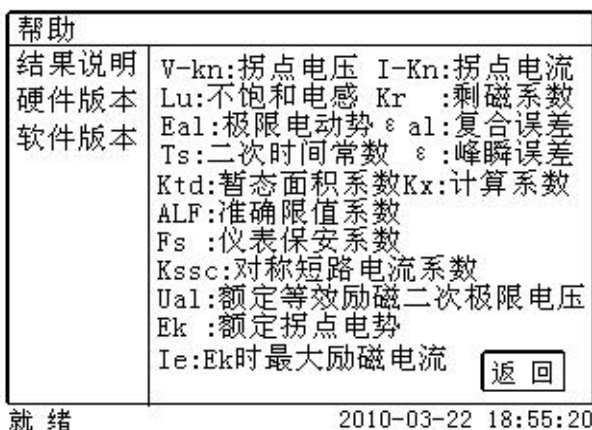 帮助
结果说明
硬件版本
软件版本
V-kn:拐点电压 I-Kn:拐点电流
Lu:不饱和电感 Kr :剩磁系数
Eal:极限电动势 ε al:复合误差
Ts:二次时间常数 ε :峰瞬误差
Ktd:暂态面积系数Kx:计算系数
ALF:准确限值系数
Fs :仪表保安系数
Kssc:对称短路电流系数
Ual:额定等效励磁二次极限电压
Ek :额定拐点电势
Ie:Ek时最大励磁电流
返 回
就 绪 2010-03-22 18:55:20